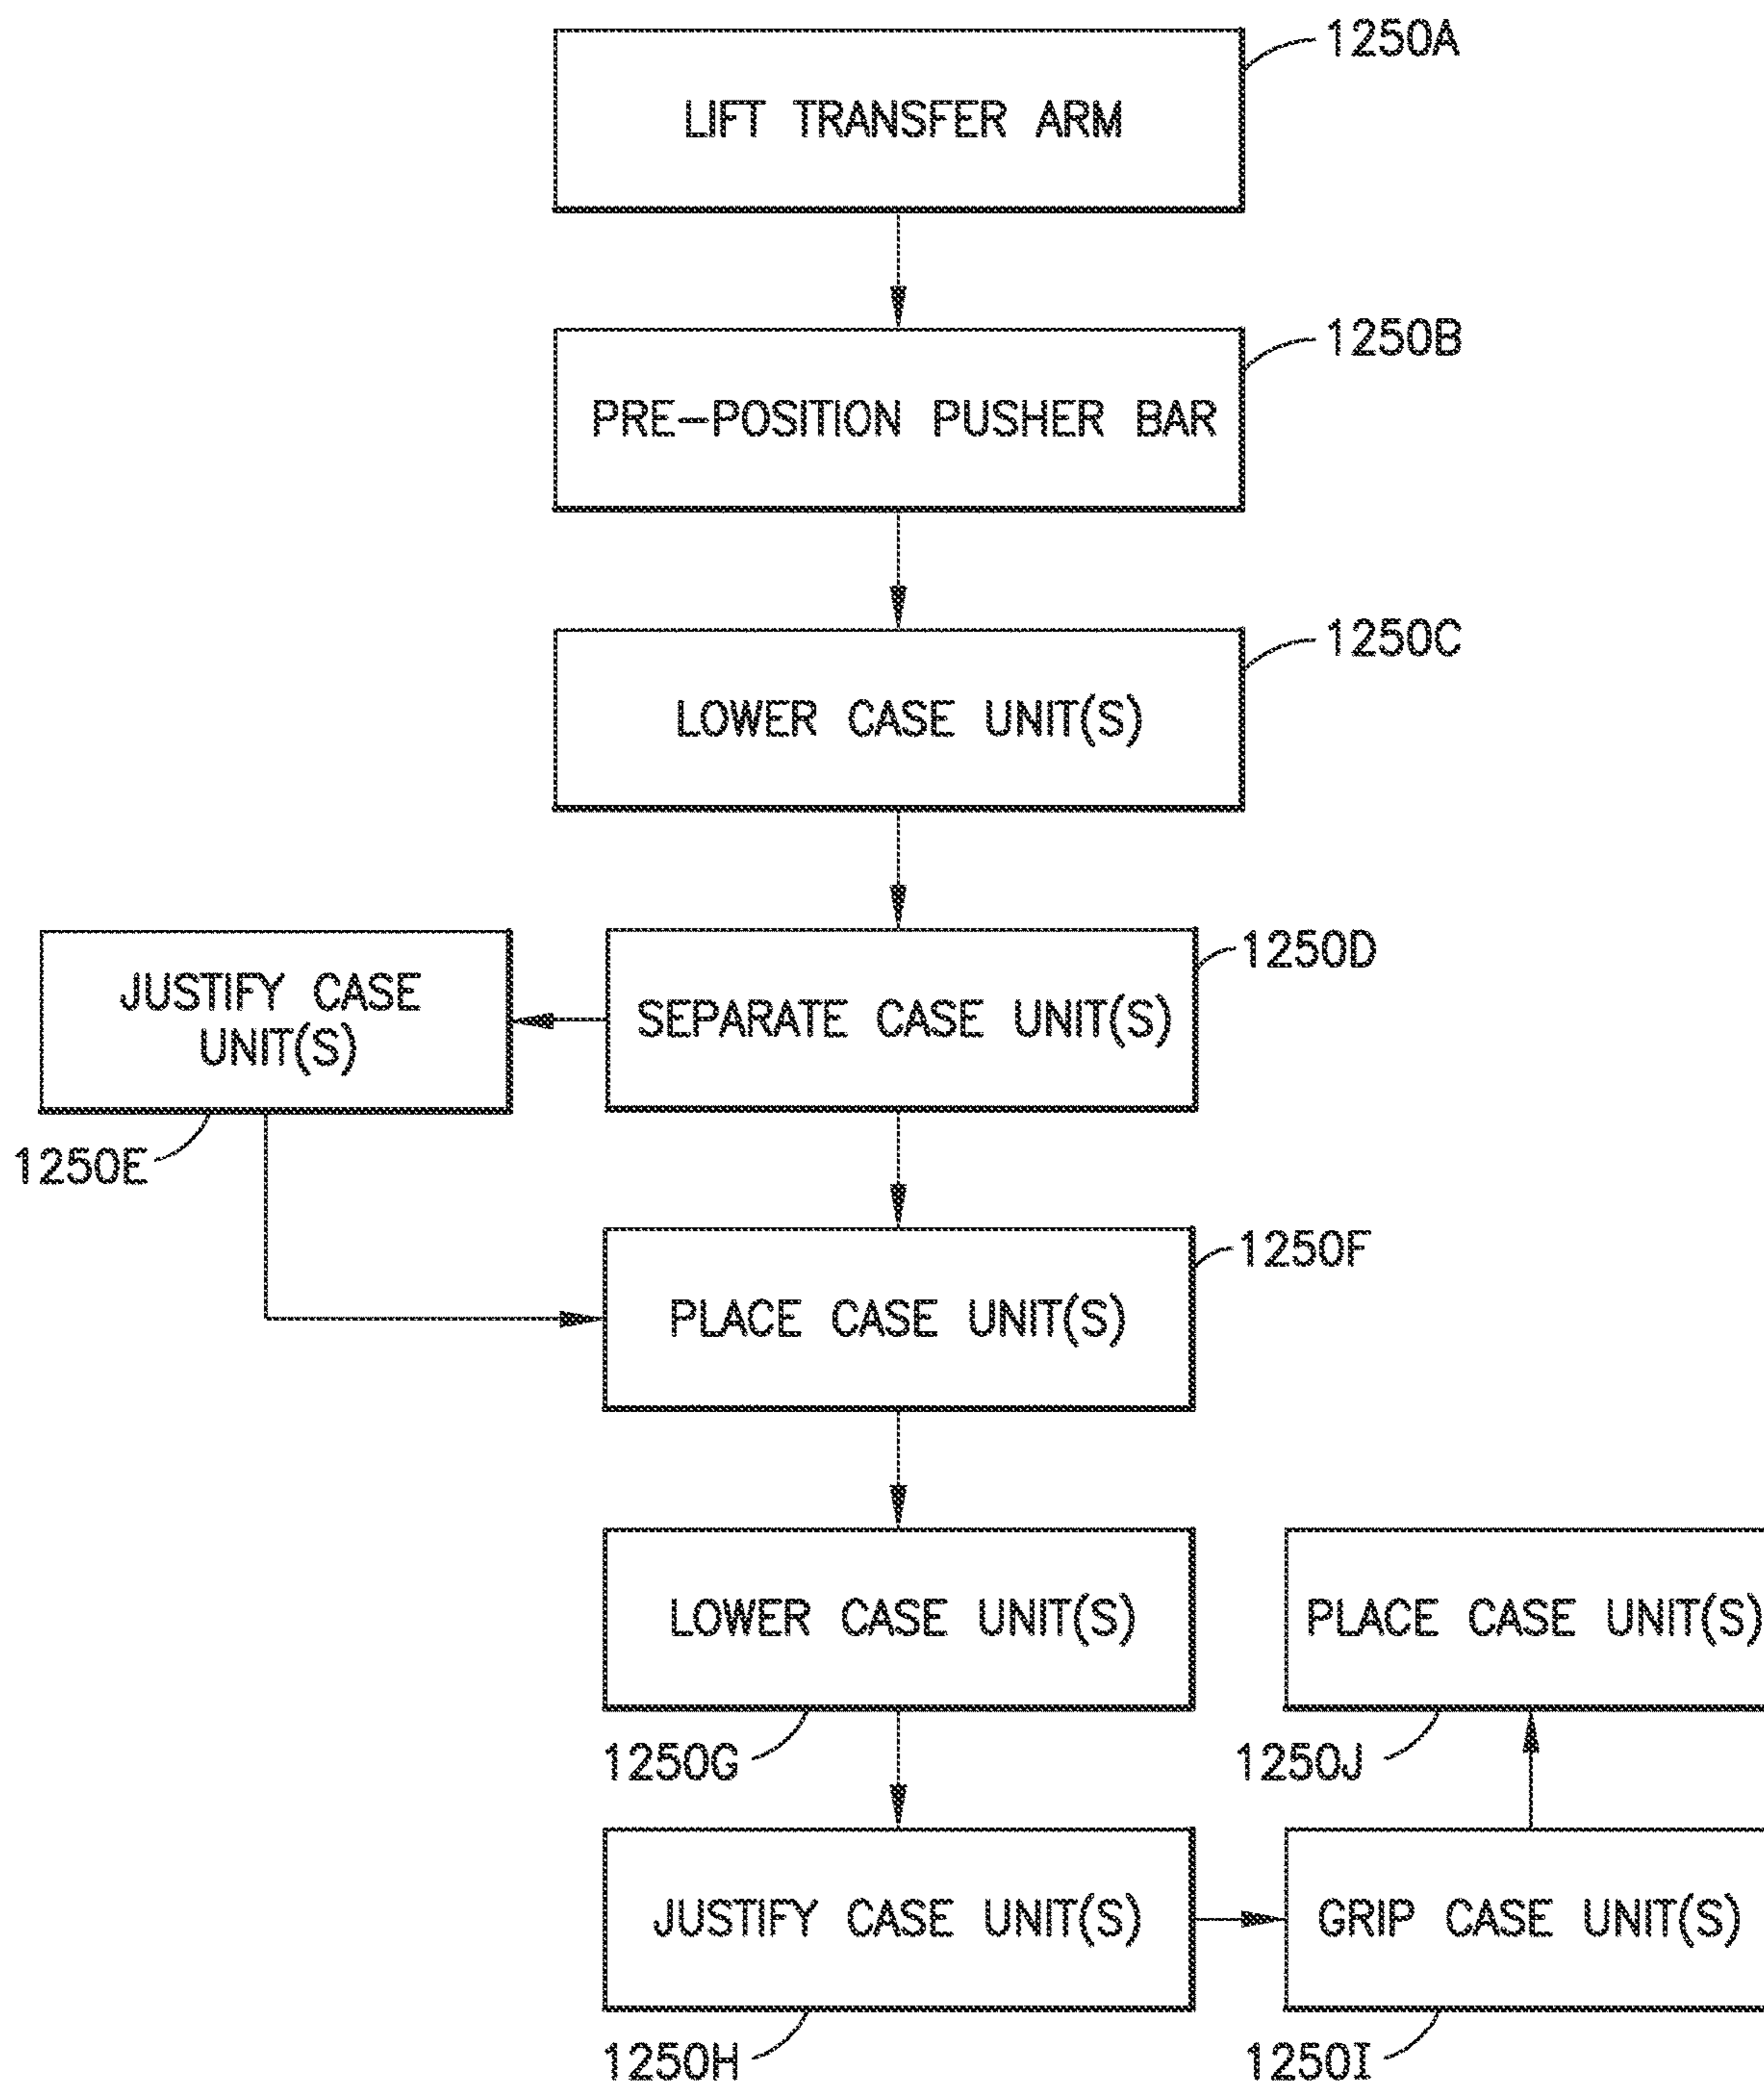 1250A
LIFT TRANSFER ARM
1250B
PRE-POSITION PUSHER BAR
1250C
LOWER CASE UNIT(S)
1250D
JUSTIFY CASE
UNIT(S)
SEPARATE CASE UNIT(S)
1250E
1250F
PLACE CASE UNIT(S)
LOWER CASE UNIT(S)
PLACE CASE UNIT(S)
1250G
1250J
JUSTIFY CASE UNIT(S)
GRIP CASE UNIT(S)
1250H
1250I